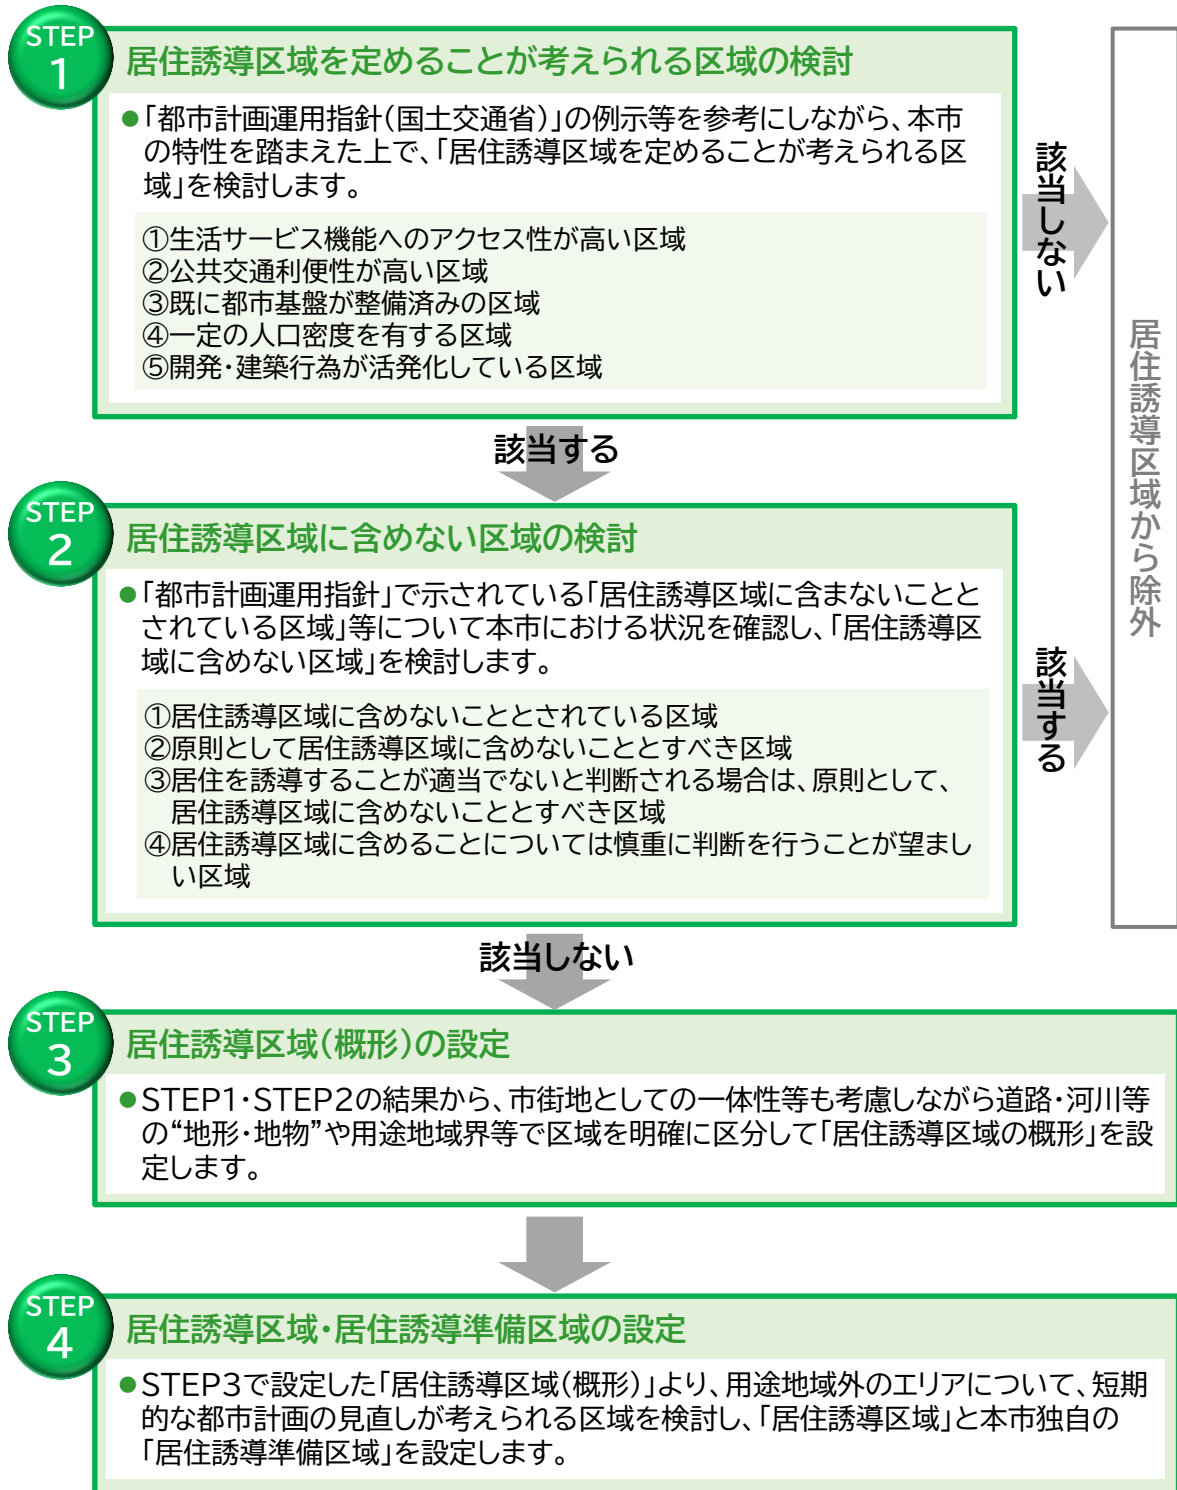 STEP
1
居住誘導区域を定めることが考えられる区域の検討
●「都市計画運用指針(国土交通省)」の例示等を参考にしながら、本市
の特性を踏まえた上で、「居住誘導区域を定めることが考えられる区
域」を検討します。
①生活サービス機能へのアクセス性が高い区域
②公共交通利便性が高い区域
③既に都市基盤が整備済みの区域
④一定の人口密度を有する区域
⑤開発・建築行為が活発化している区域
該当しない
居住誘導区域から除外
該当する
STEP
2
居住誘導区域に含めない区域の検討
●「都市計画運用指針」で示されている「居住誘導区域に含まないことと
されている区域」等について本市における状況を確認し、「居住誘導区
域に含めない区域」を検討します。
①居住誘導区域に含めないこととされている区域
②原則として居住誘導区域に含めないこととすべき区域
③居住を誘導することが適当でないと判断される場合は、原則として、
居住誘導区域に含めないこととすべき区域
④居住誘導区域に含めることについては慎重に判断を行うことが望まし
い区域
該当する
該当しない
STEP
3
居住誘導区域(概形)の設定
●STEP1・STEP2の結果から、市街地としての一体性等も考慮しながら道路・河川等
の“地形・地物”や用途地域界等で区域を明確に区分して「居住誘導区域の概形」を設
定します。
STEP
4
居住誘導区域・居住誘導準備区域の設定
●STEP3で設定した「居住誘導区域(概形)」より、用途地域外のエリアについて、短期
的な都市計画の見直しが考えられる区域を検討し、「居住誘導区域」と本市独自の
「居住誘導準備区域」を設定します。